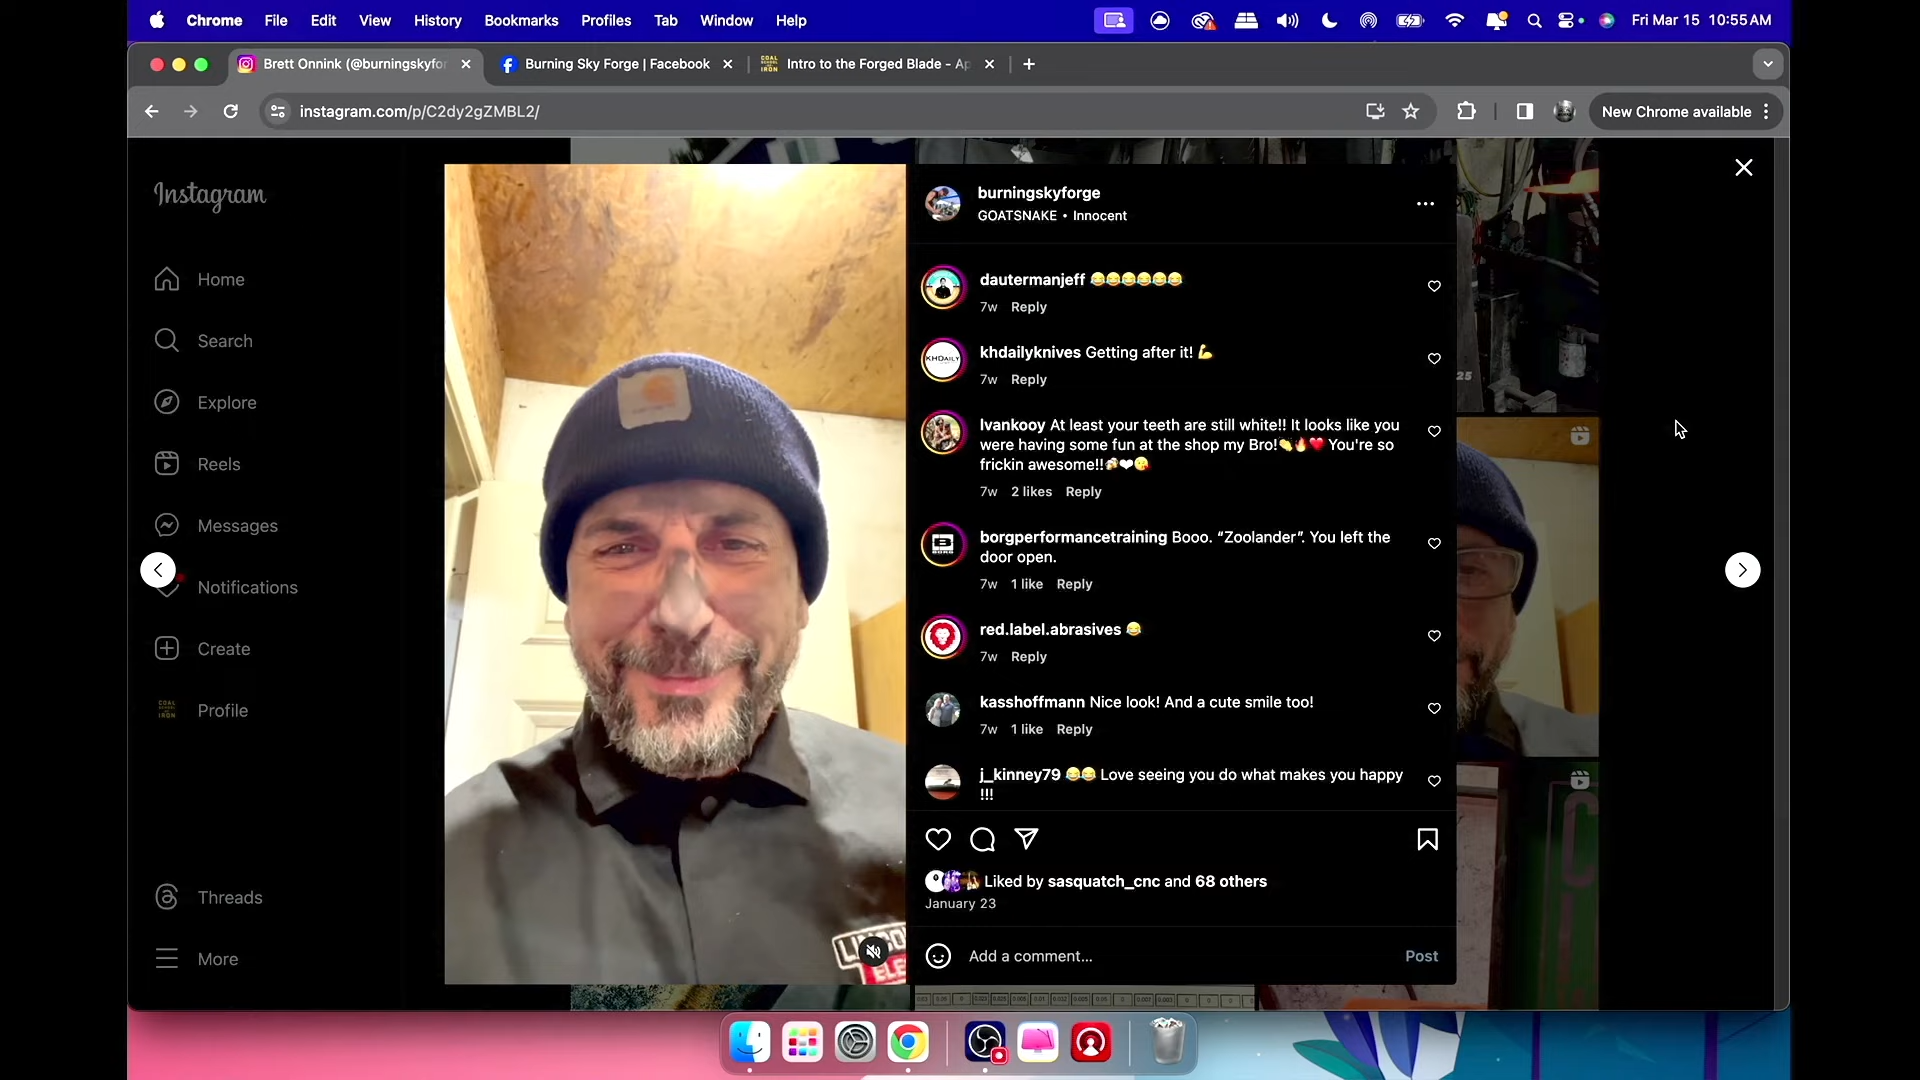 Chrome File Edit View History Bookmarks Profiles Tab Window Help Fri Mar 15 10:55 AM
Brett Onnink (@burningskyfor Burning Sky Forge | Facebook Intro to the Forged Blade - Ap
instagram.com/p/C2dy2gZMBL2/ New Chrome available
Instagram
Home
Search
Explore
Reels
Messages
Notifications
Create
Profile
Threads
More
burningskyforge
GOATSNAKE • Innocent
dautermanjeff 😂😂😂😂😂😂
7w Reply
khdailyknives Getting after it! 💪
7w Reply
lvankooy At least your teeth are still white!! It looks like you
were having some fun at the shop my Bro!👏🔥❤️ You're so
frickin awesome!!🍻❤😘
7w 2 likes Reply
borgperformancetraining Booo. “Zoolander”. You left the
door open.
7w 1 like Reply
red.label.abrasives 😂
7w Reply
kasshoffmann Nice look! And a cute smile too!
7w 1 like Reply
j_kinney79 😂😂 Love seeing you do what makes you happy
!!!
Liked by sasquatch_cnc and 68 others
January 23
Add a comment... Post
25